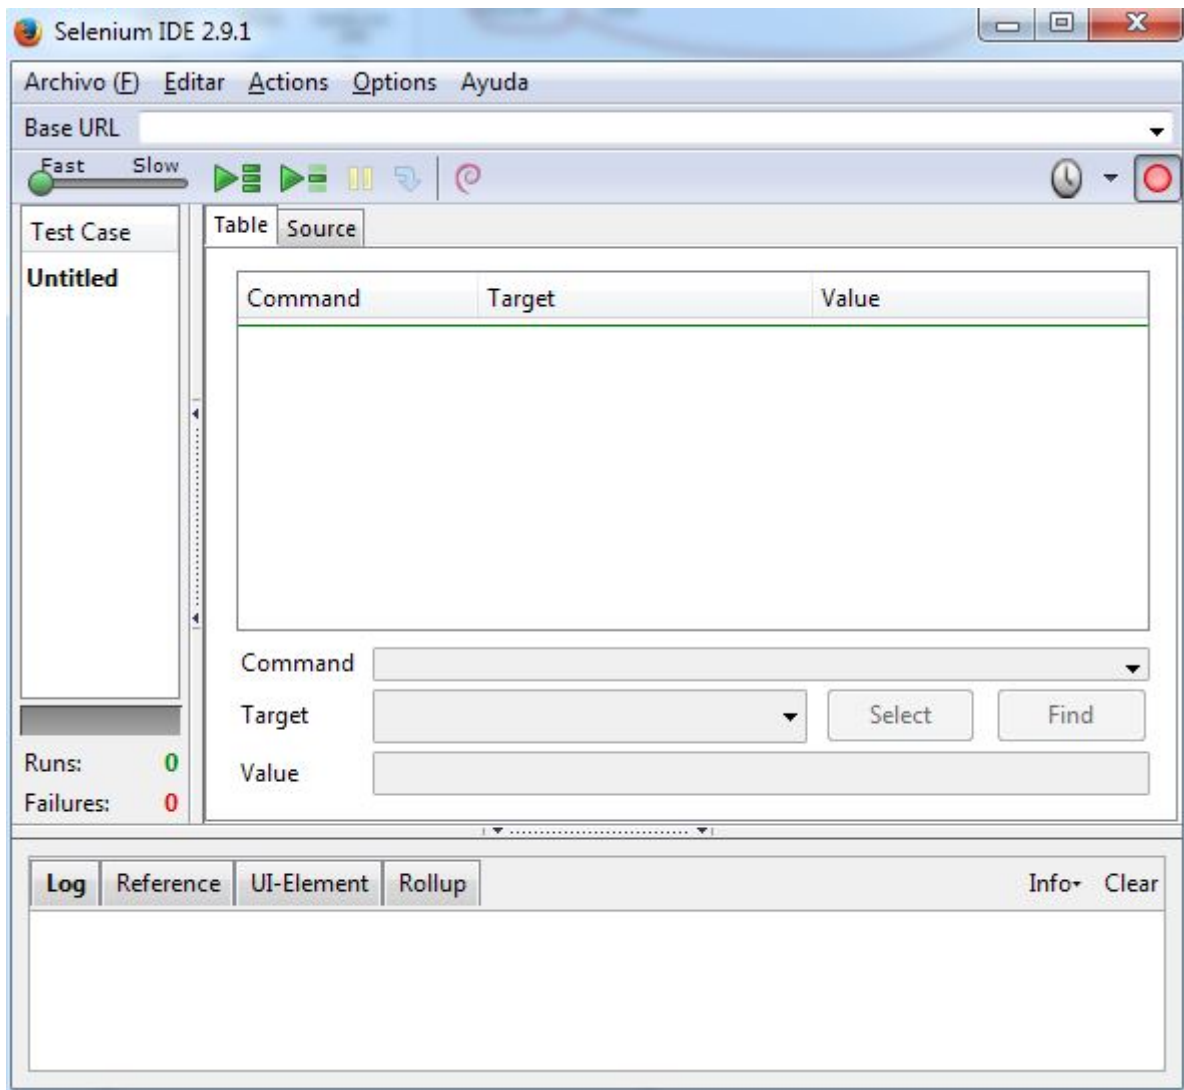 Selenium IDE 2.9.1
Archivo (F) Editar Actions Options Ayuda
Base URL
Fast Slow
Test Case
Untitled
Table Source
Command Target Value
Command
Target Select Find
Value
Runs: 0
Failures: 0
Log Reference UI-Element Rollup Info Clear